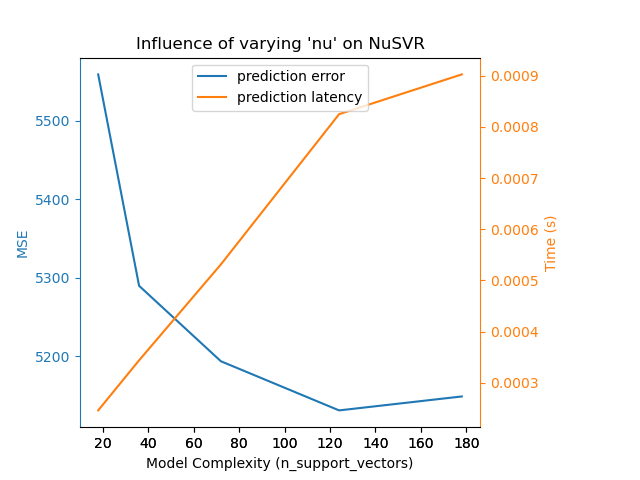 Influence of varying 'nu' on NuSVR
prediction error
prediction latency
5500
5400
5300
5200
MSE
0.0009
0.0008
0.0007
0.0006
0.0005
0.0004
0.0003
Time (s)
20 40 60 80 100 120 140 160 180
Model Complexity (n_support_vectors)